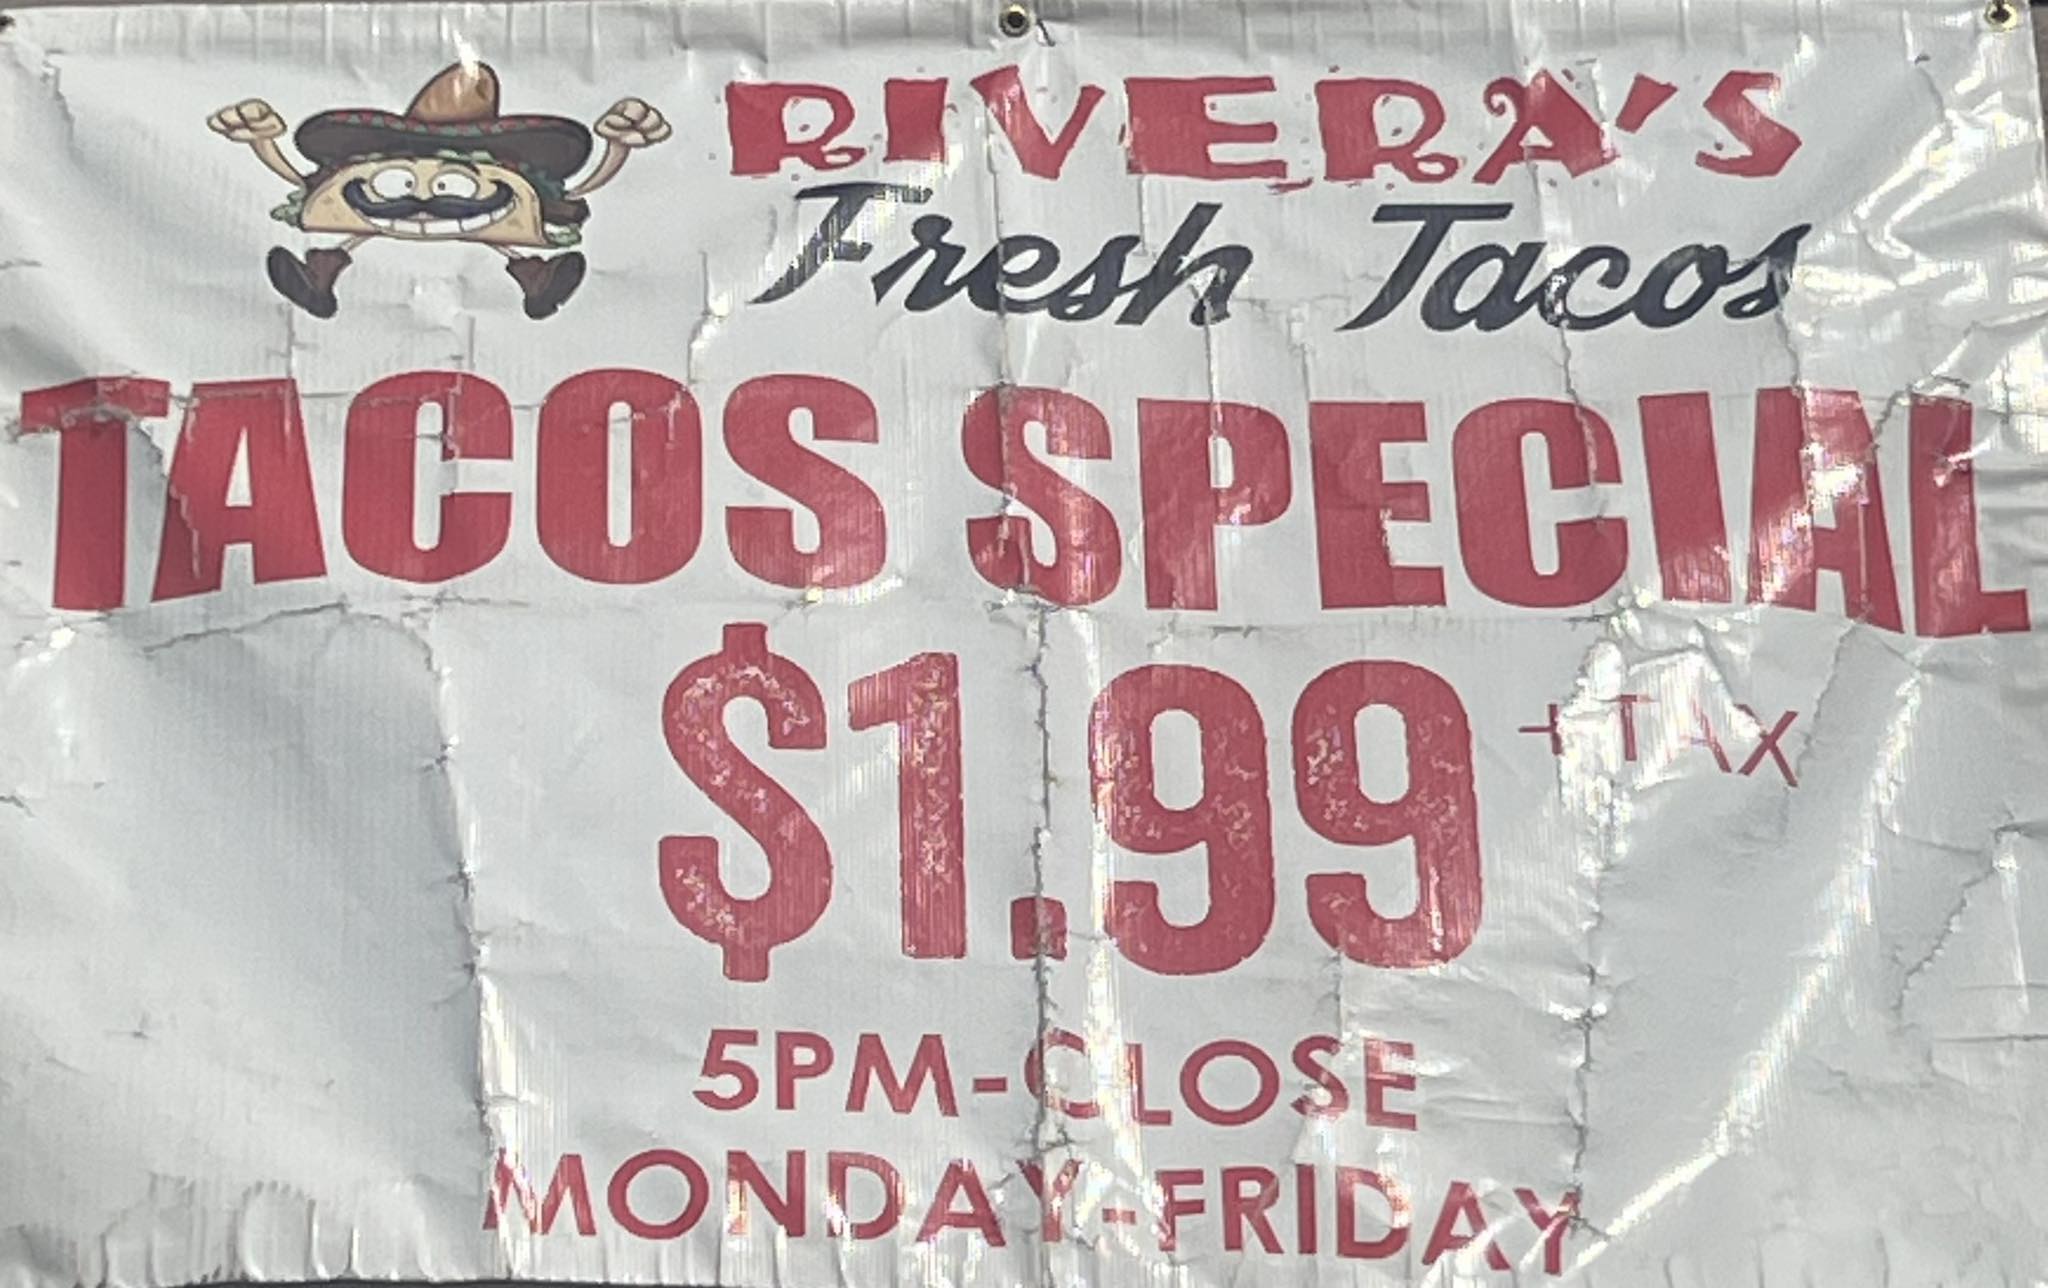 RIVERA'S
Fresh Tacos
TACOS SPECIAL
$1.99 + TAX
5PM-CLOSE
MONDAY-FRIDAY